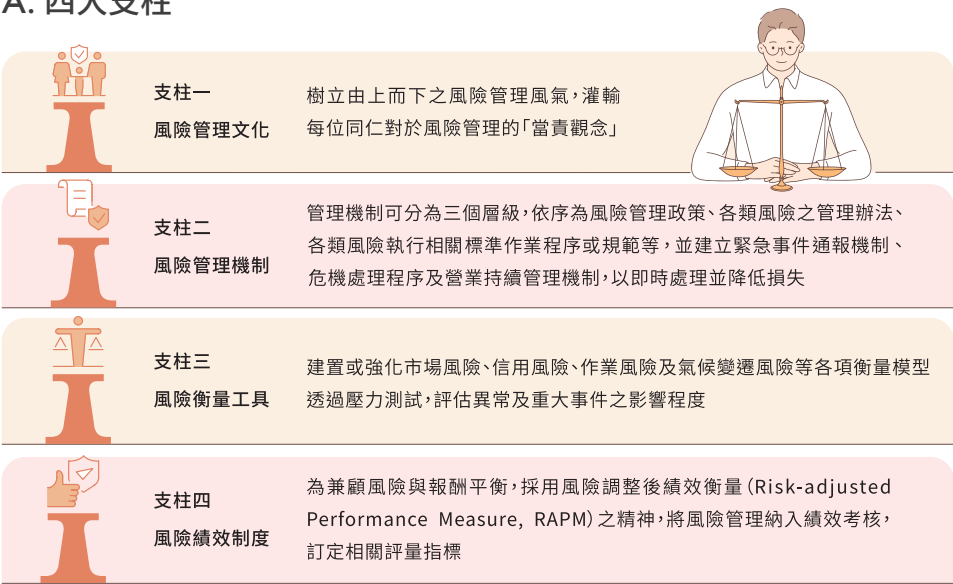 A. 四大支柱
支柱一
風險管理文化
樹立由上而下之風險管理風氣，灌輸
每位同仁對於風險管理的「當責觀念」
支柱二
風險管理機制
管理機制可分為三個層級，依序為風險管理政策、各類風險之管理辦法、
各類風險執行相關標準作業程序或規範等，並建立緊急事件通報機制、
危機處理程序及營業持續管理機制，以即時處理並降低損失
支柱三
風險衡量工具
建置或強化市場風險、信用風險、作業風險及氣候變遷風險等各項衡量模型
透過壓力測試，評估異常及重大事件之影響程度
支柱四
風險績效制度
為兼顧風險與報酬平衡，採用風險調整後績效衡量（Risk-adjusted
Performance Measure, RAPM）之精神，將風險管理納入績效考核，
訂定相關評量指標